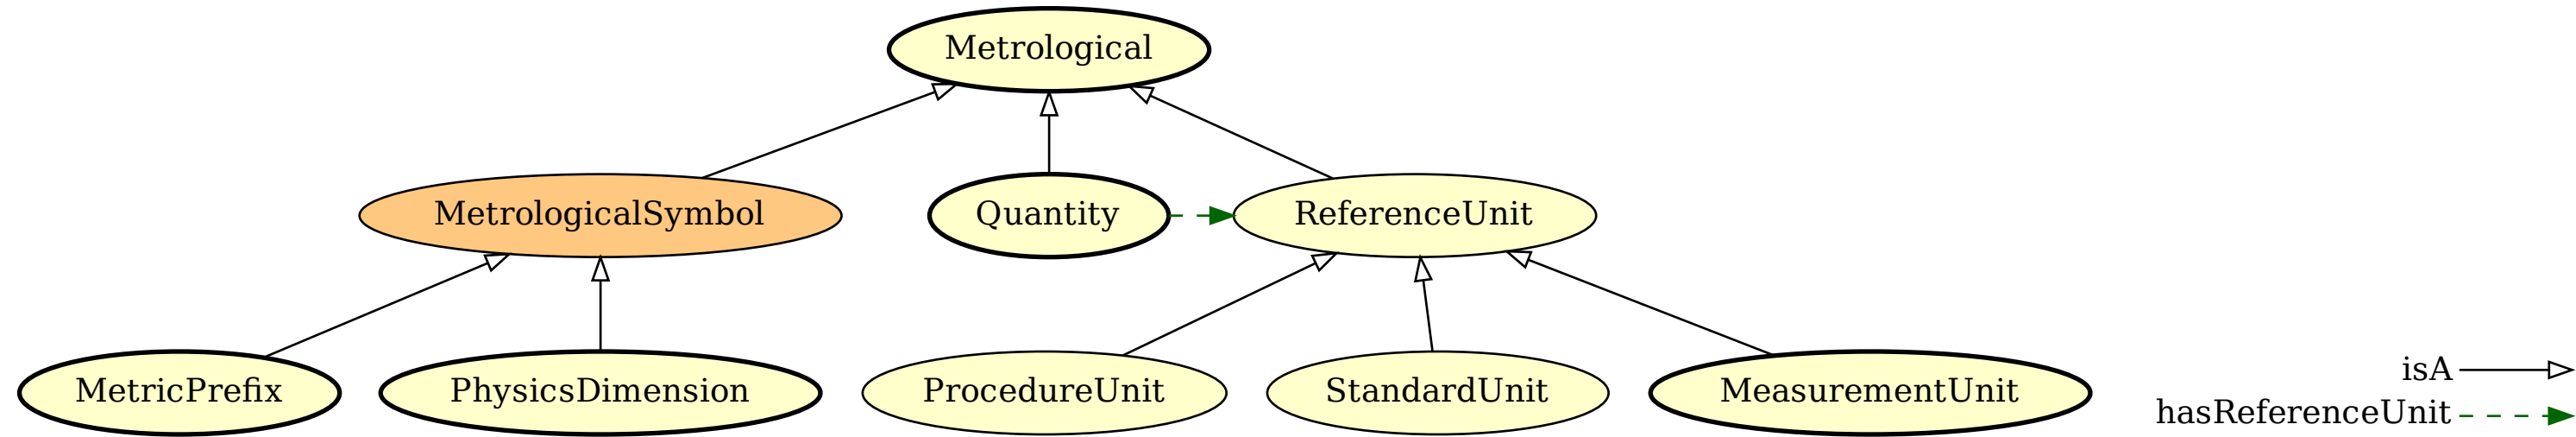 Metrological
MetrologicalSymbol
Quantity
ReferenceUnit
MetricPrefix
PhysicsDimension
ProcedureUnit
StandardUnit
MeasurementUnit
isA
hasReferenceUnit